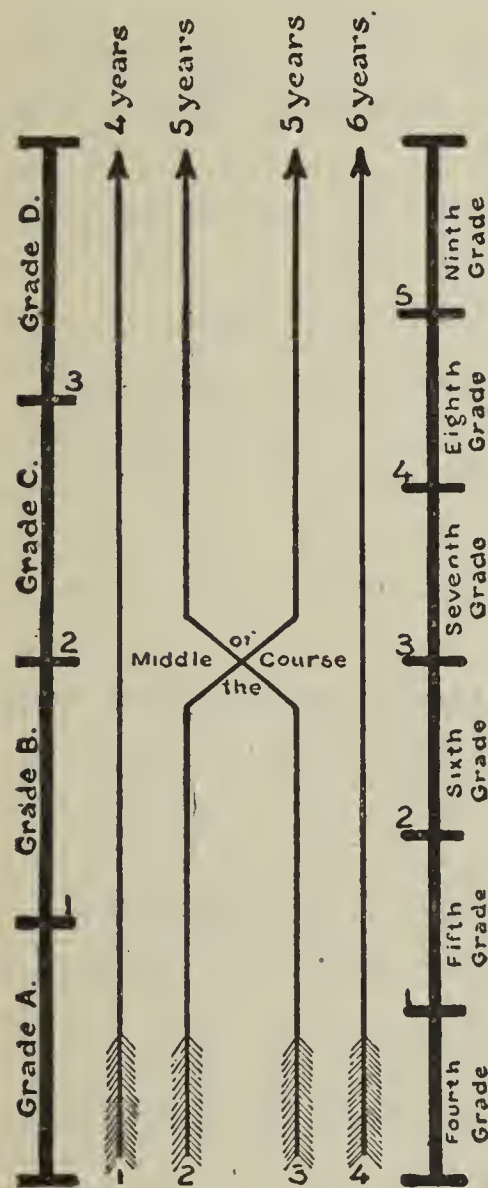 Grade A. 1 Grade B. 2 Grade C. 3 Grade D.
1 4 years
2 5 years
Middle of the Course
3 5 years
4 6 years.
1 2 3 4 5
Fourth Fifth Sixth Seventh Eighth Ninth
Grade Grade Grade Grade Grade Grade